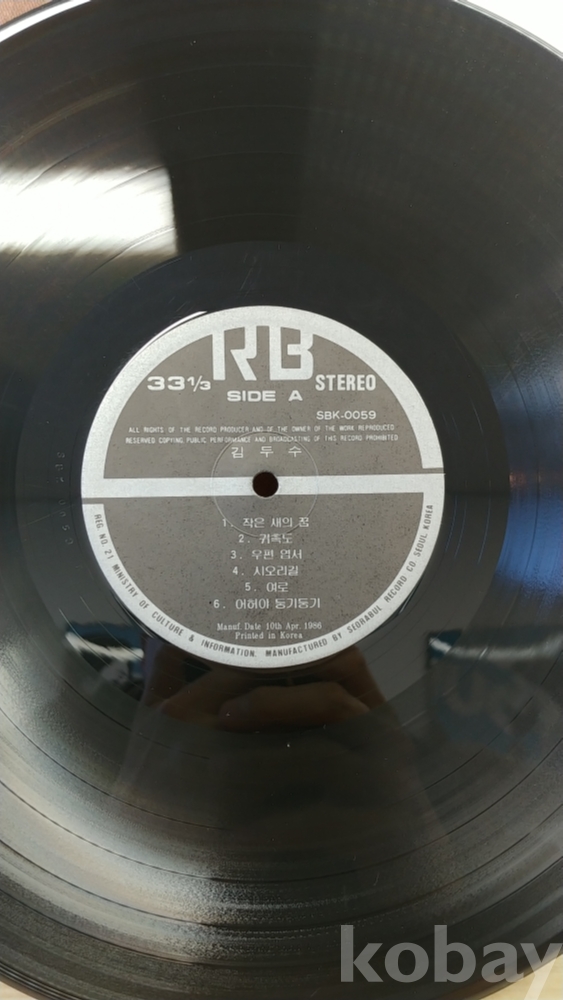 RB
33 1/3
STEREO
SIDE A
SBK-0059
ALL RIGHTS OF THE RECORD PRODUCER AND OF THE OWNER OF THE WORK REPRODUCED
RESERVED COPYING PUBLIC PERFORMANCE AND BROADCASTING OF THIS RECORD PROHIBITED
김두수
1. 작은 새의 꿈
2. 귀촉도
3. 우편 엽서
4. 시오리길
5. 여로
6. 어허이 둥기둥기
Manuf. Date 10th Apr. 1986
Printed in Korea
REG. NO. 21 MINISTRY OF CULTURE & INFORMATION. MANUFACTURED BY SEORABUL RECORD CO. SEOUL KOREA
kobay